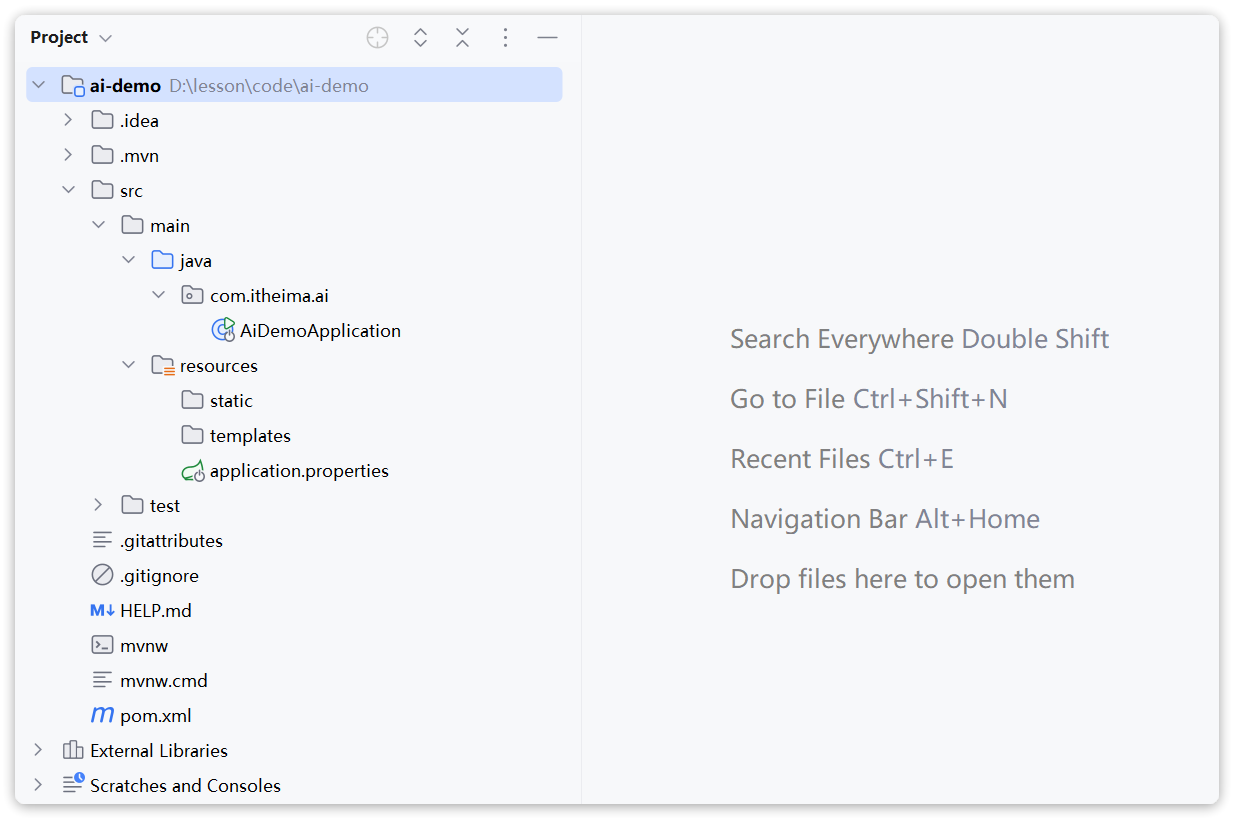 Project
ai-demo D:\lesson\code\ai-demo
.idea
.mvn
src
main
java
com.itheima.ai
AiDemoApplication
resources
static
templates
application.properties
test
.gitattributes
.gitignore
M↓ HELP.md
mvnw
mvnw.cmd
m pom.xml
External Libraries
Scratches and Consoles
Search Everywhere Double Shift
Go to File Ctrl+Shift+N
Recent Files Ctrl+E
Navigation Bar Alt+Home
Drop files here to open them